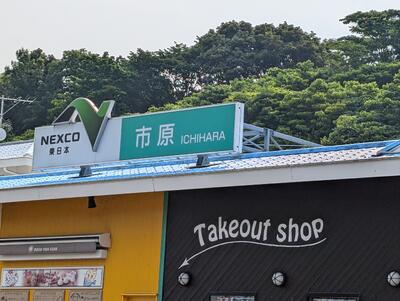 NEXCO
東日本
市原 ICHIHARA
Takeout shop